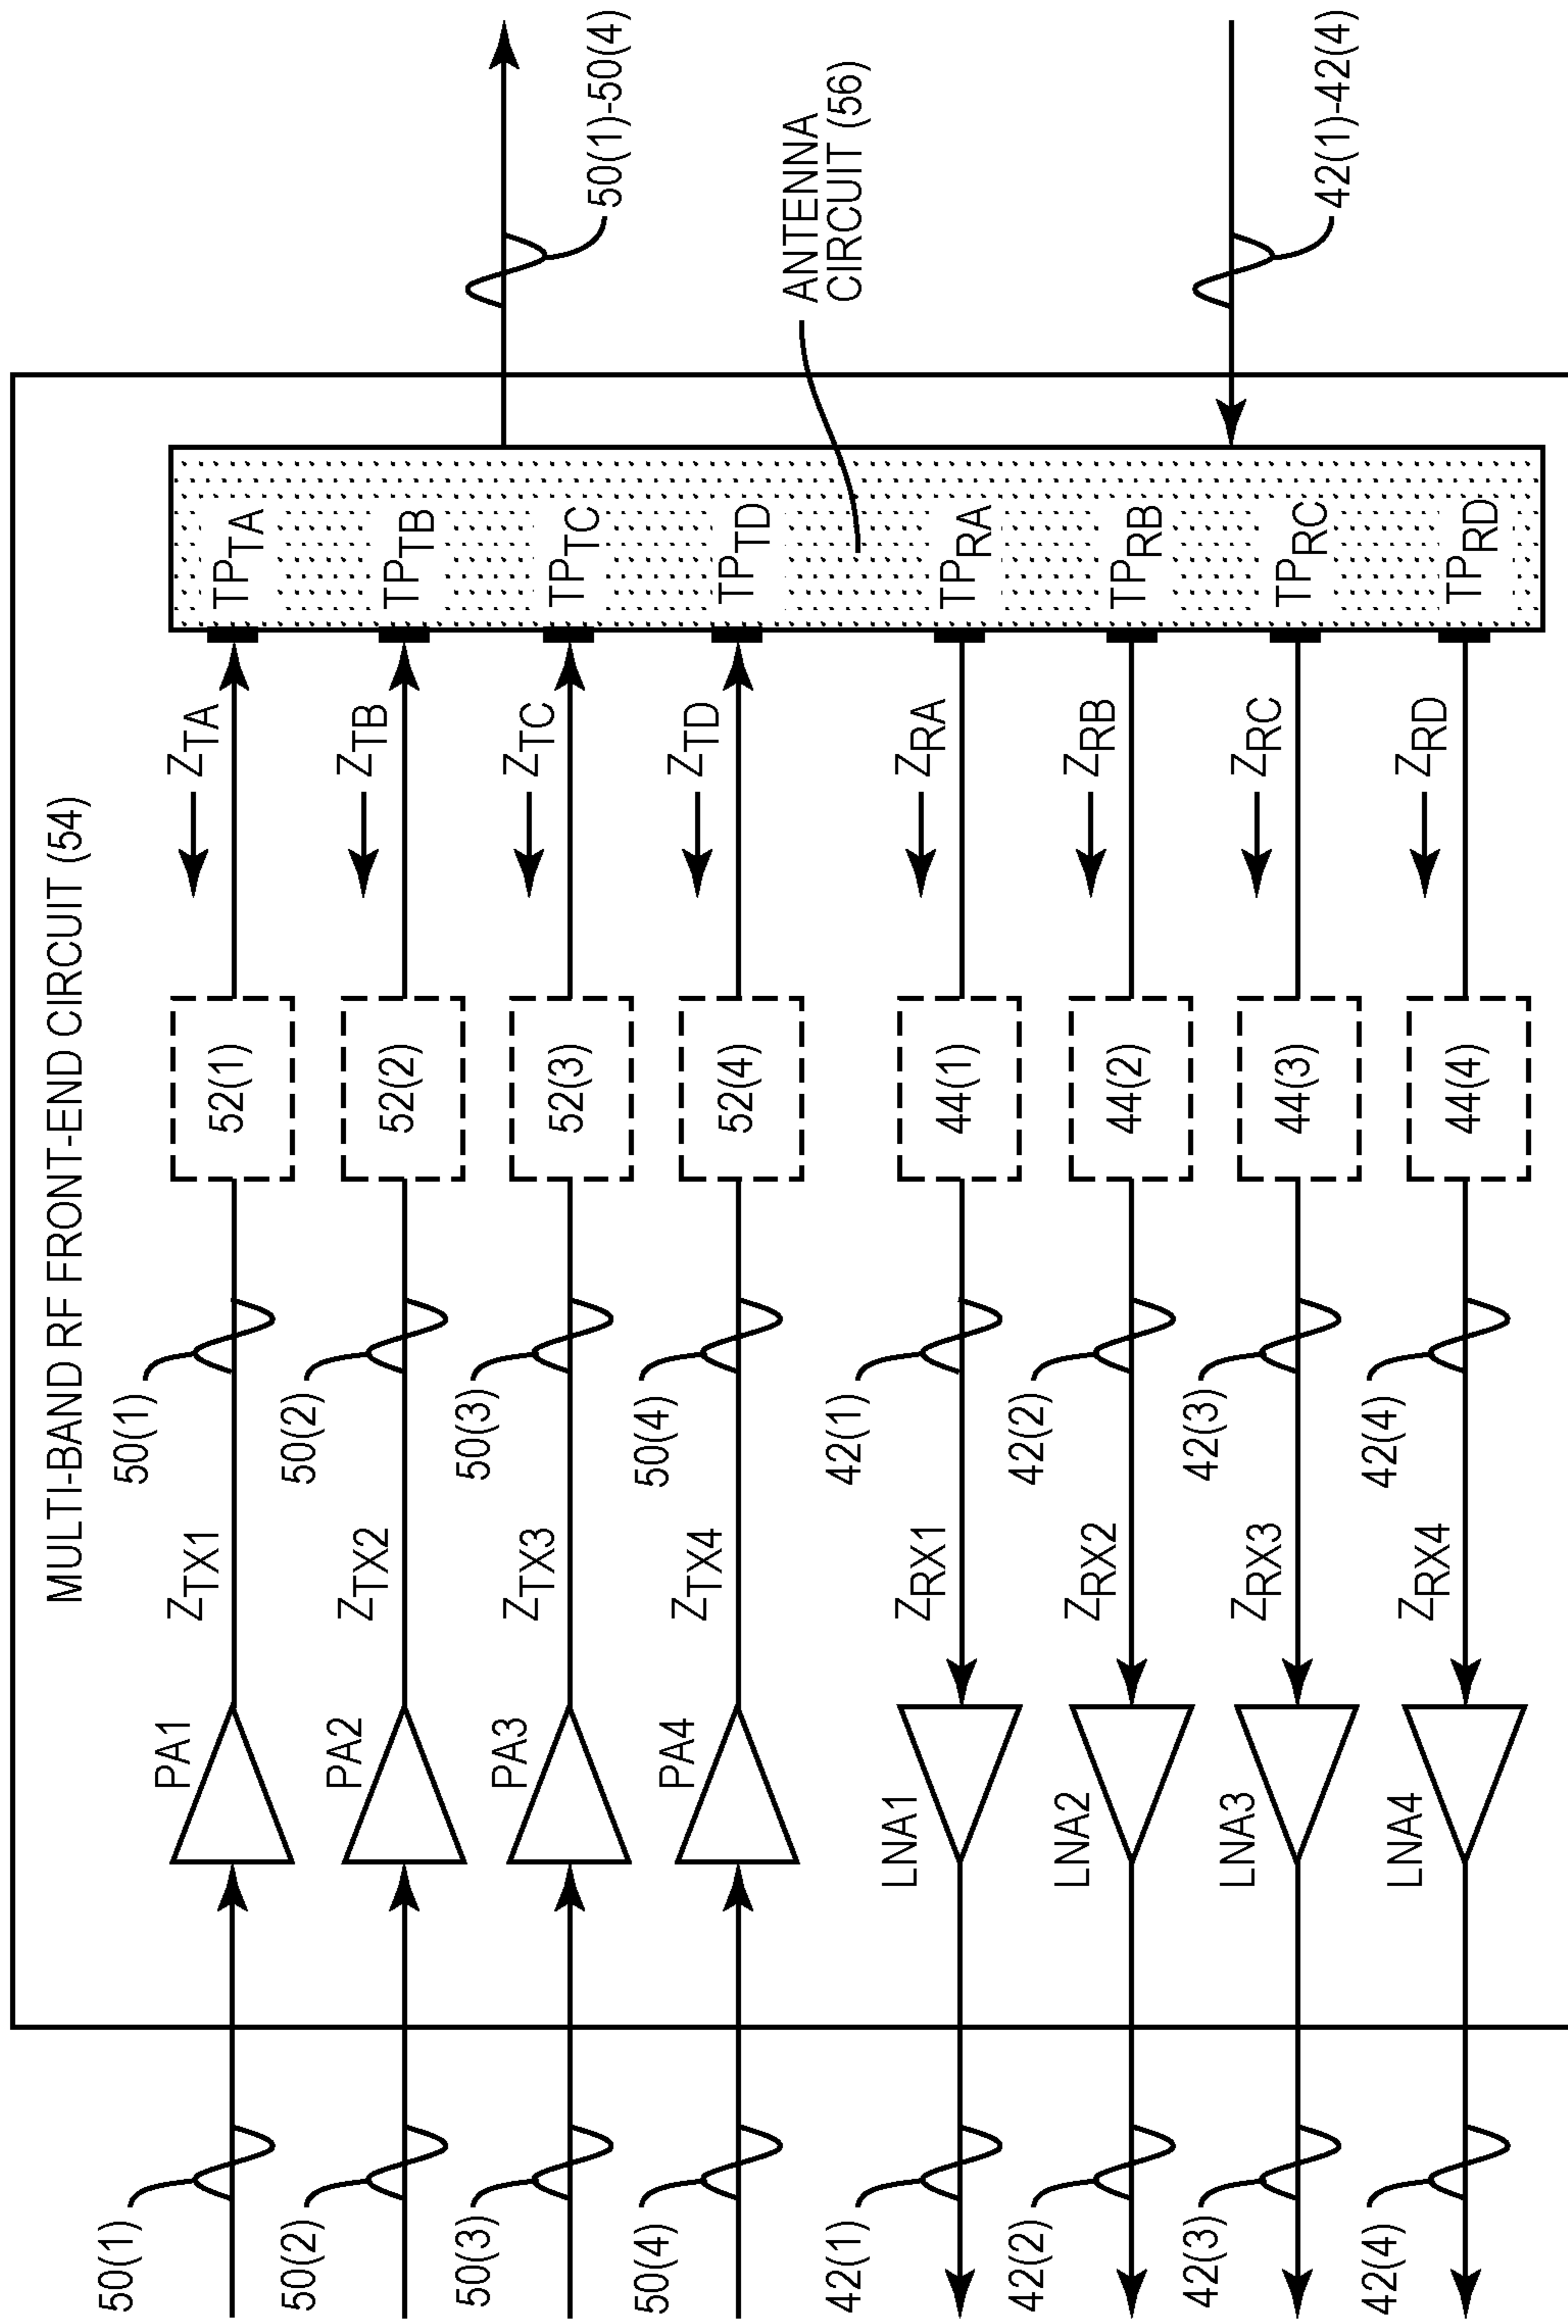 MULTI-BAND RF FRONT-END CIRCUIT (54)
50(1)
PA1
ZTX1
50(1)
52(1)
ZTA
TPTA
50(2)
PA2
ZTX2
50(2)
52(2)
ZTB
TPTB
50(3)
PA3
ZTX3
50(3)
52(3)
ZTC
TPTC
50(4)
PA4
ZTX4
50(4)
52(4)
ZTD
TPTD
50(1)-50(4)
ANTENNA
CIRCUIT (56)
42(1)
LNA1
ZRX1
42(1)
44(1)
ZRA
TPRA
42(2)
LNA2
ZRX2
42(2)
44(2)
ZRB
TPRB
42(3)
LNA3
ZRX3
42(3)
44(3)
ZRC
TPRC
42(4)
LNA4
ZRX4
42(4)
44(4)
ZRD
TPRD
42(1)-42(4)